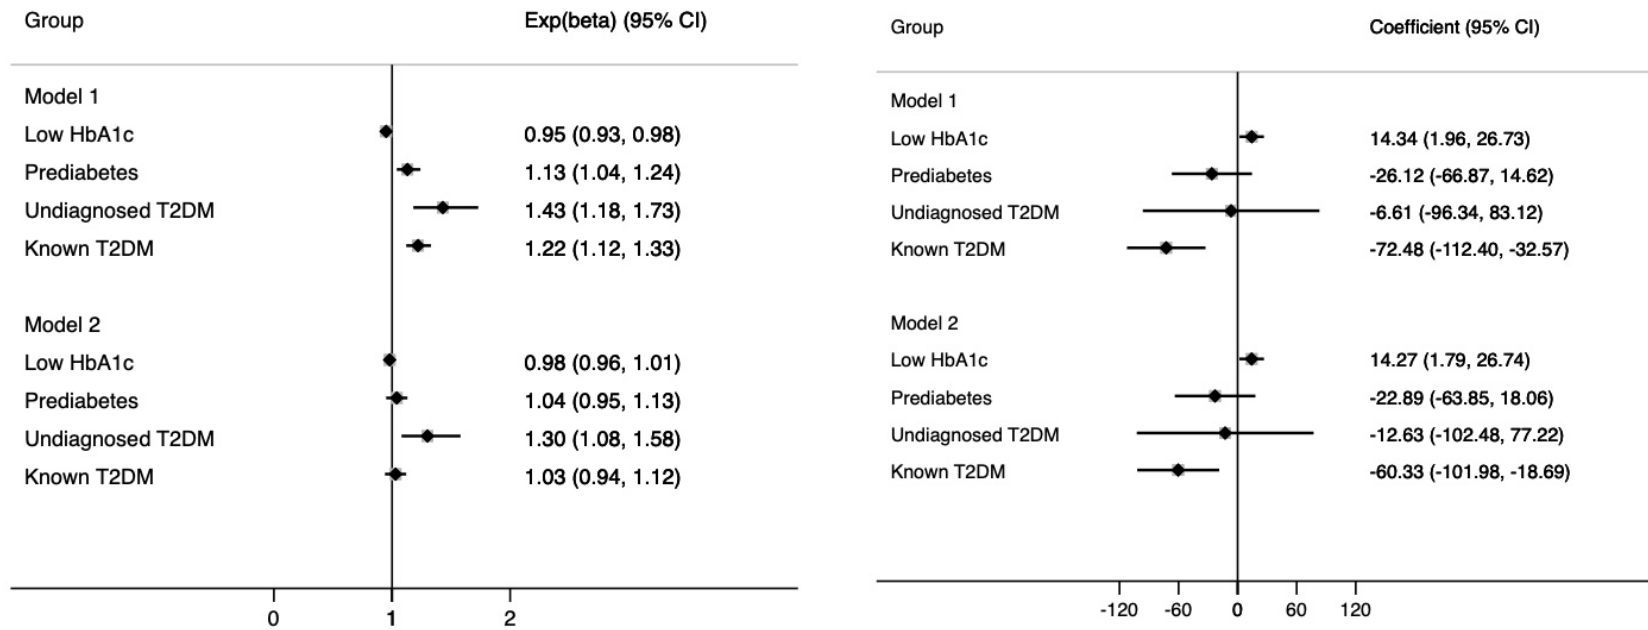 Group Exp(beta) (95% CI)
Model 1
Low HbA1c 0.95 (0.93, 0.98)
Prediabetes 1.13 (1.04, 1.24)
Undiagnosed T2DM 1.43 (1.18, 1.73)
Known T2DM 1.22 (1.12, 1.33)
Model 2
Low HbA1c 0.98 (0.96, 1.01)
Prediabetes 1.04 (0.95, 1.13)
Undiagnosed T2DM 1.30 (1.08, 1.58)
Known T2DM 1.03 (0.94, 1.12)
0 1 2
Group Coefficient (95% CI)
Model 1
Low HbA1c 14.34 (1.96, 26.73)
Prediabetes -26.12 (-66.87, 14.62)
Undiagnosed T2DM -6.61 (-96.34, 83.12)
Known T2DM -72.48 (-112.40, -32.57)
Model 2
Low HbA1c 14.27 (1.79, 26.74)
Prediabetes -22.89 (-63.85, 18.06)
Undiagnosed T2DM -12.63 (-102.48, 77.22)
Known T2DM -60.33 (-101.98, -18.69)
-120 -60 0 60 120